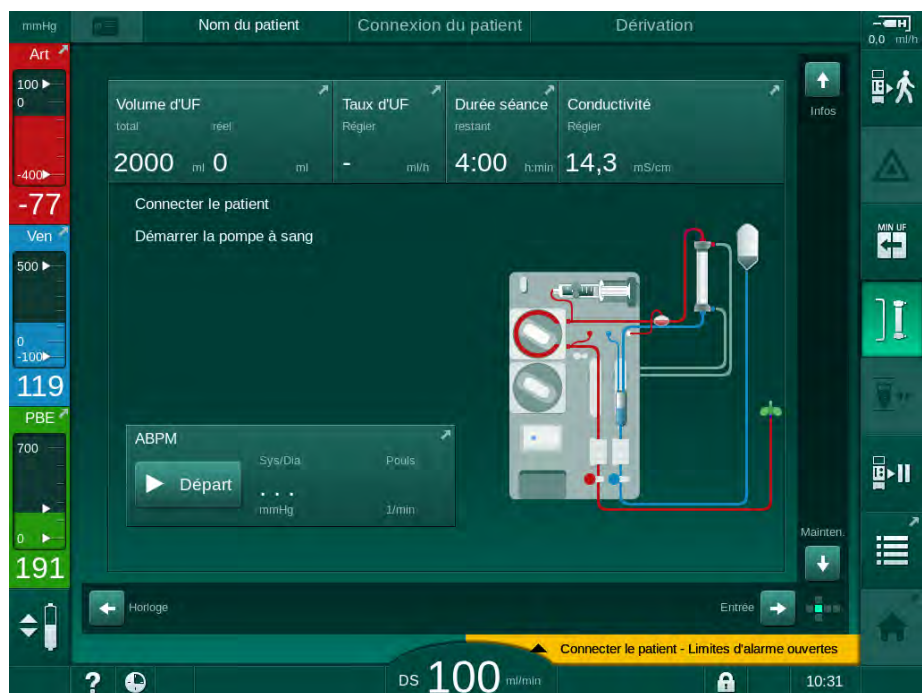 mmHg
Nom du patient
Connexion du patient
Dérivation
0,0 ml/h
Art
100
0
-400
-77
Ven
500
0
-100
119
PBE
700
0
191
Volume d'UF
total réel
2000 ml 0 ml
Taux d'UF
Régler
- ml/h
Durée séance
restant
4:00 h:min
Conductivité
Régler
14,3 mS/cm
Infos
Connecter le patient
Démarrer la pompe à sang
ABPM
Sys/Dia Pouls
Départ
. . .
mmHg 1/min
MIN UF
Mainten.
Horloge
Entrée
Connecter le patient - Limites d'alarme ouvertes
?
DS 100 ml/min
10:31